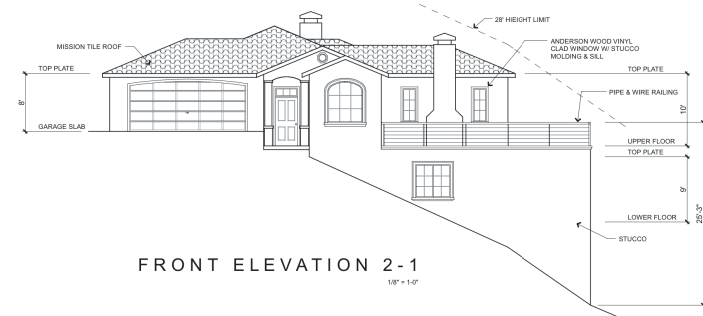 28' HIEIGHT LIMIT
ANDERSON WOOD VINYL
CLAD WINDOW W/ STUCCO
MOLDING & SILL
MISSION TILE ROOF
TOP PLATE
TOP PLATE
8'
PIPE & WIRE RAILING
10'
GARAGE SLAB
UPPER FLOOR
TOP PLATE
9'
25'-3"
LOWER FLOOR
STUCCO
FRONT ELEVATION 2-1
1/8" = 1-0"